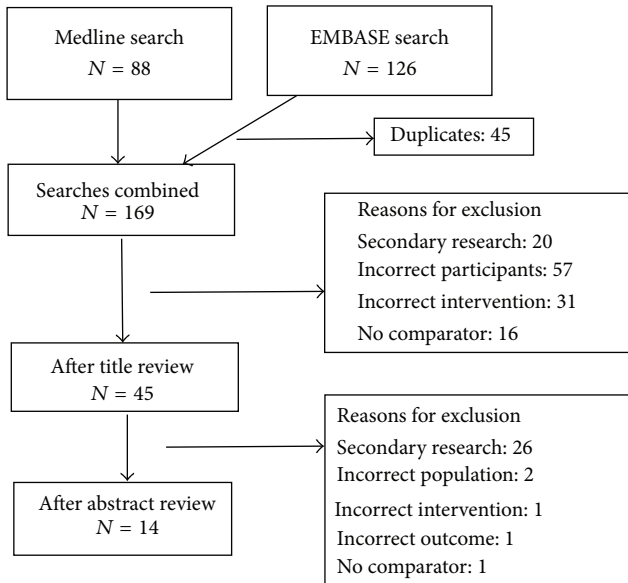 Medline search
N = 88
EMBASE search
N = 126
Duplicates: 45
Searches combined
N = 169
Reasons for exclusion
Secondary research: 20
Incorrect participants: 57
Incorrect intervention: 31
No comparator: 16
After title review
N = 45
Reasons for exclusion
Secondary research: 26
Incorrect population: 2
Incorrect intervention: 1
Incorrect outcome: 1
No comparator: 1
After abstract review
N = 14